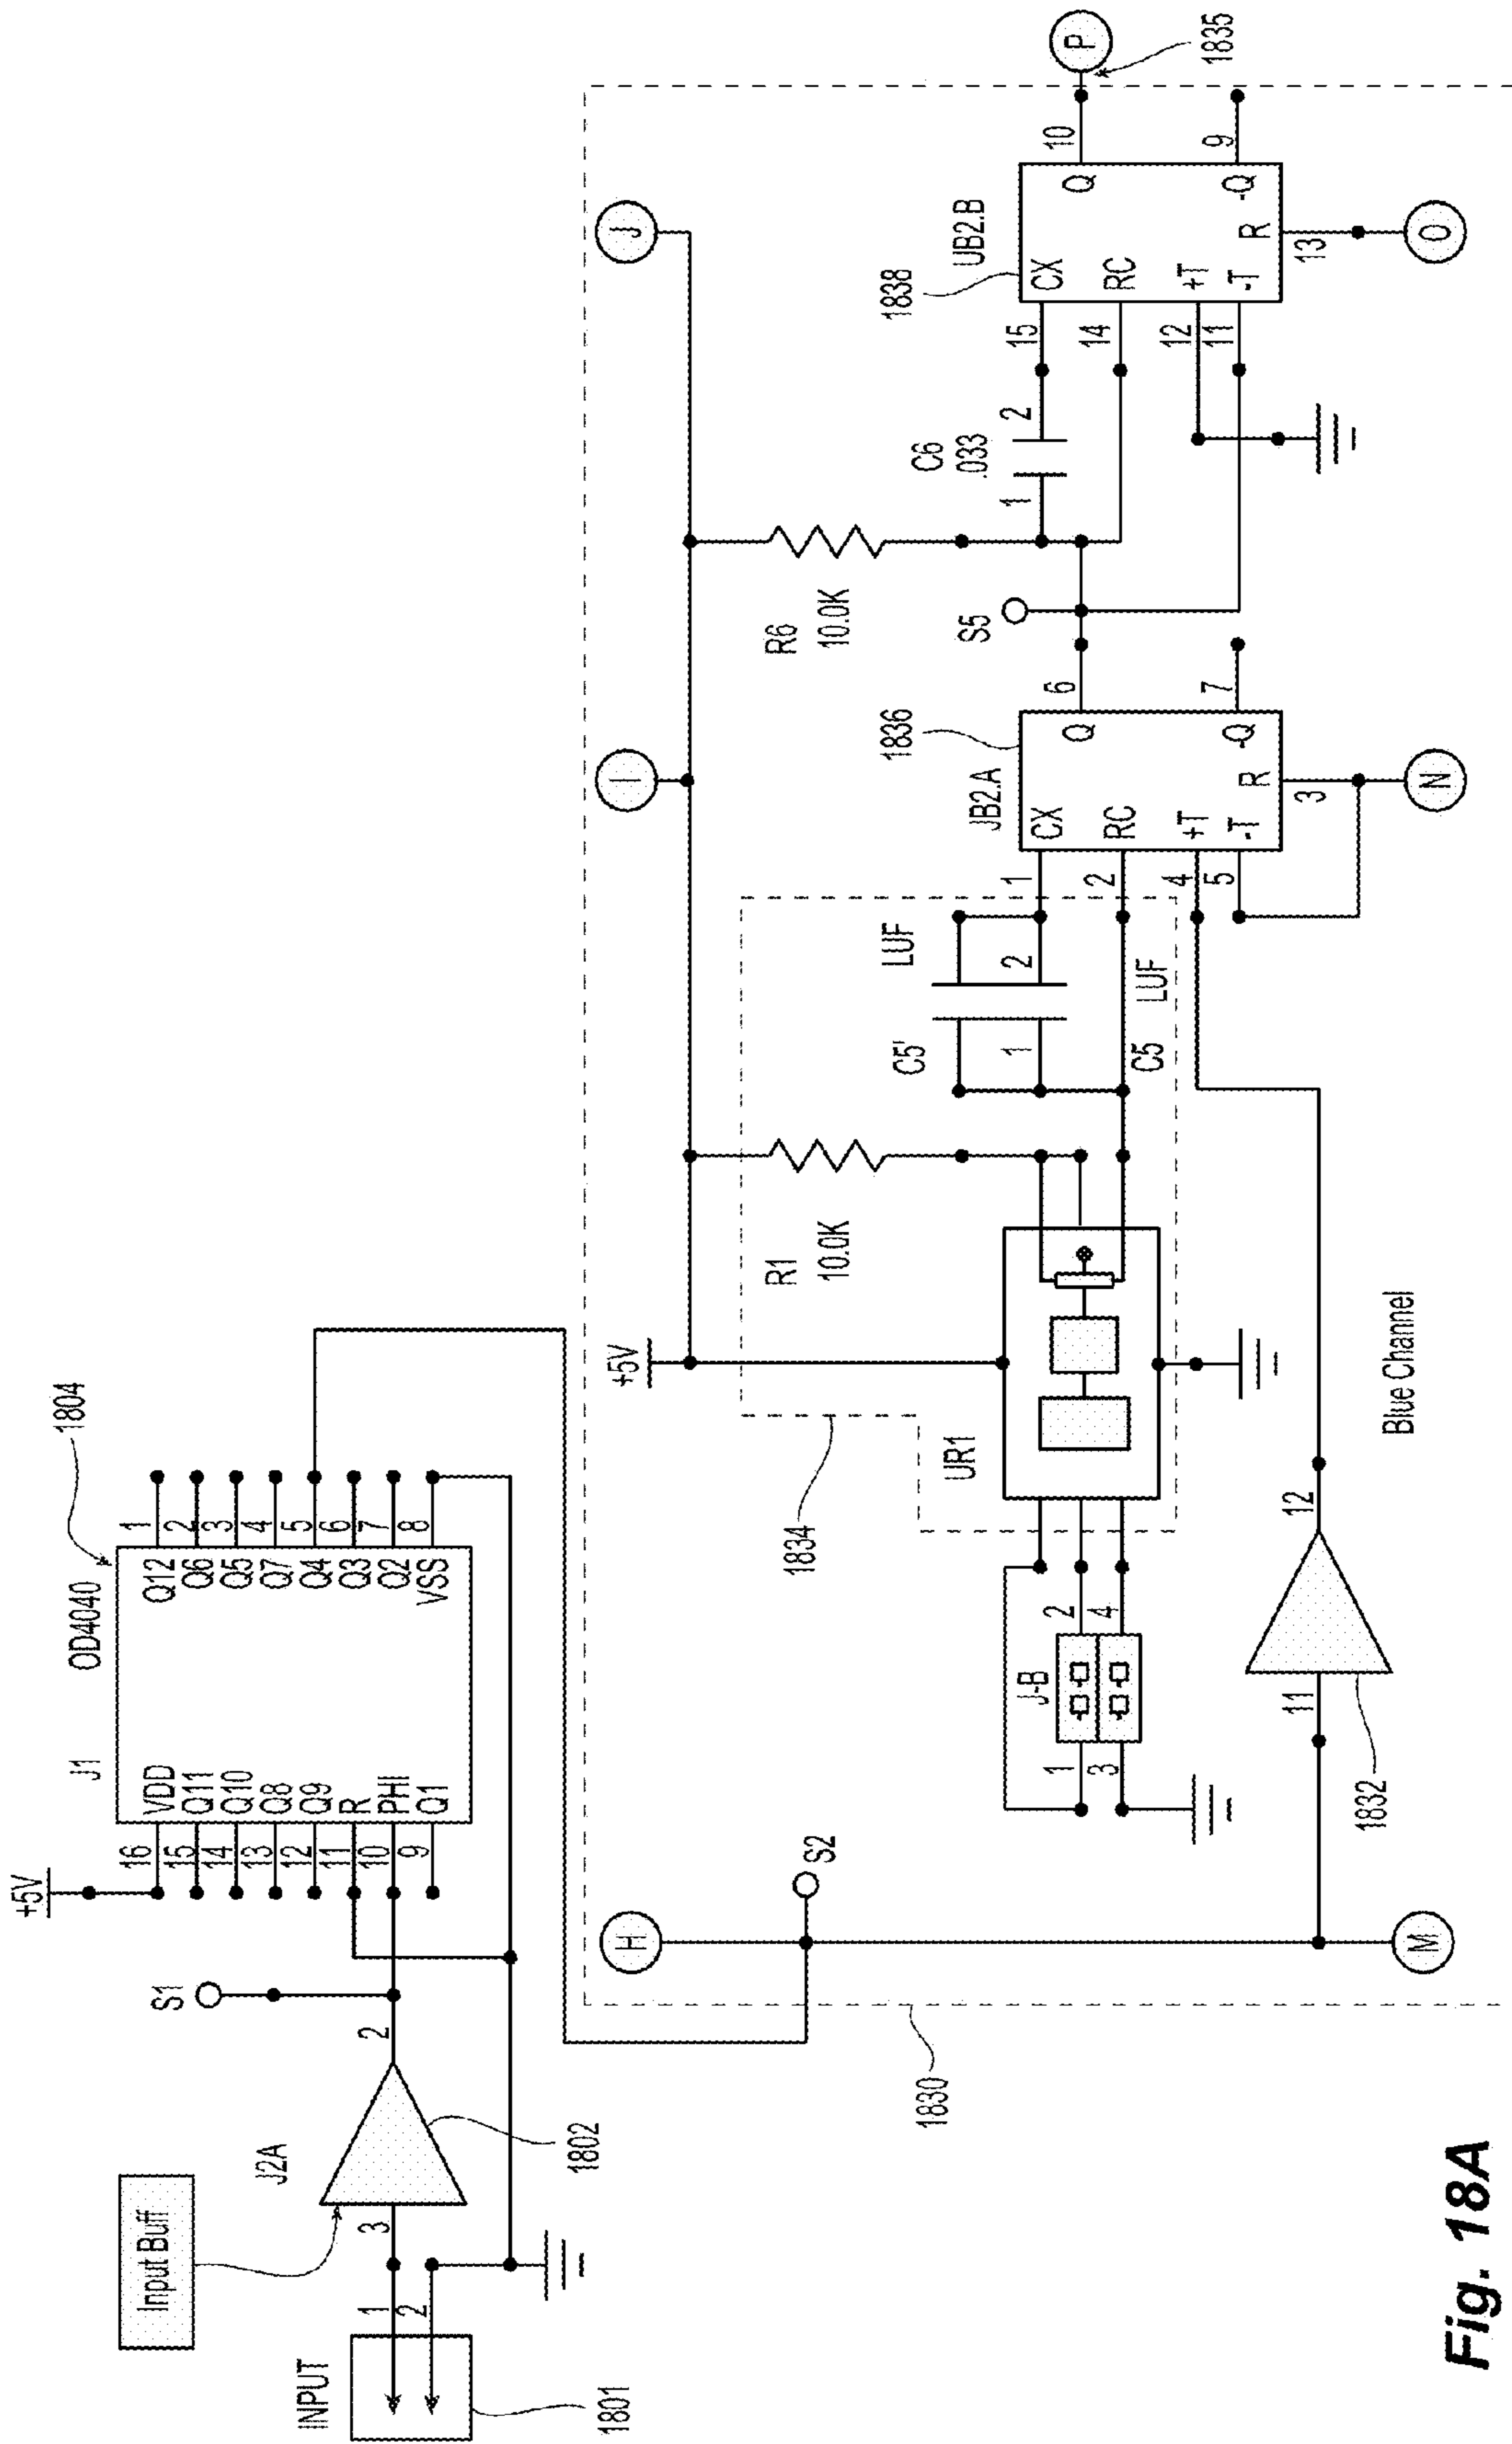 Input Buff
INPUT
1
2
1801
3
J2A
2
1802
S1
+5V
J1
OD4040
1804
16 VDD
15 Q11
14 Q10
13 Q8
12 Q9
11 R
10 PHI
9 Q1
Q12 1
Q6 2
Q5 3
Q7 4
Q4 5
Q3 6
Q2 7
VSS 8
1830
H
S2
M
I
J
+5V
1834
R1
10.0K
R6
10.0K
UR1
J-B
1
2
3
4
C5'
LUF
1
2
C5
LUF
11
12
1832
Blue Channel
JB2.A
1836
1 CX
2 RC
4 +T
5 -T
Q 6
-Q 7
R
3
N
S5
C6
.033
1
2
UB2.B
1838
15 CX
14 RC
12 +T
11 -T
Q 10
-Q 9
R
13
O
P
1835
Fig. 18A